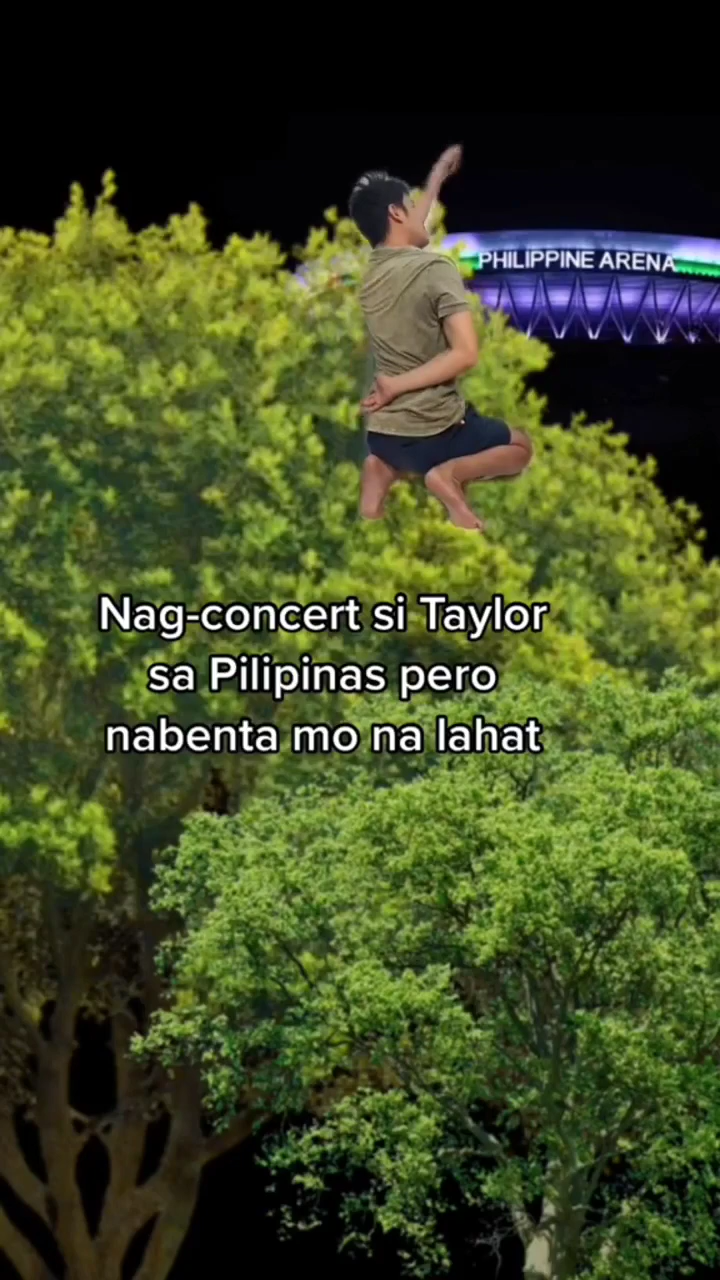 PHILIPPINE ARENA
Nag-concert si Taylor
sa Pilipinas pero
nabenta mo na lahat